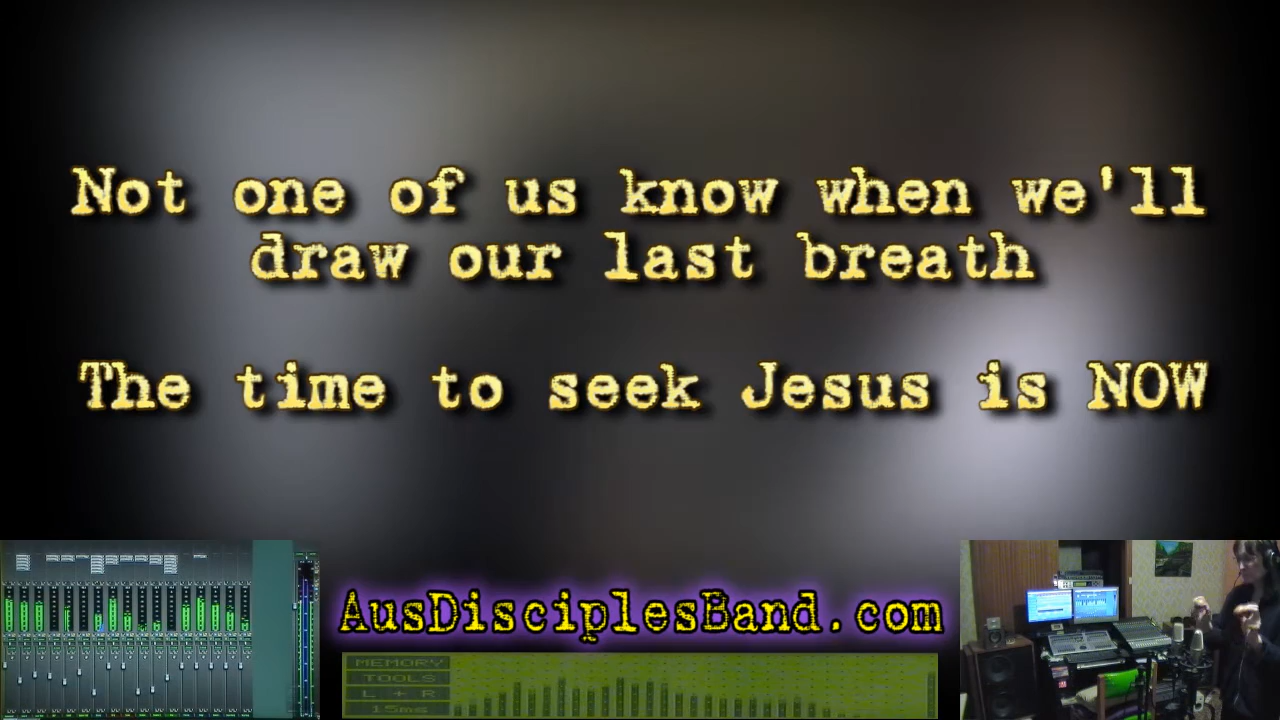 Not one of us know when we'll
draw our last breath
The time to seek Jesus is NOW
AusDisciplesBand.com
MEMORY
TOOLS
L + R
15ms